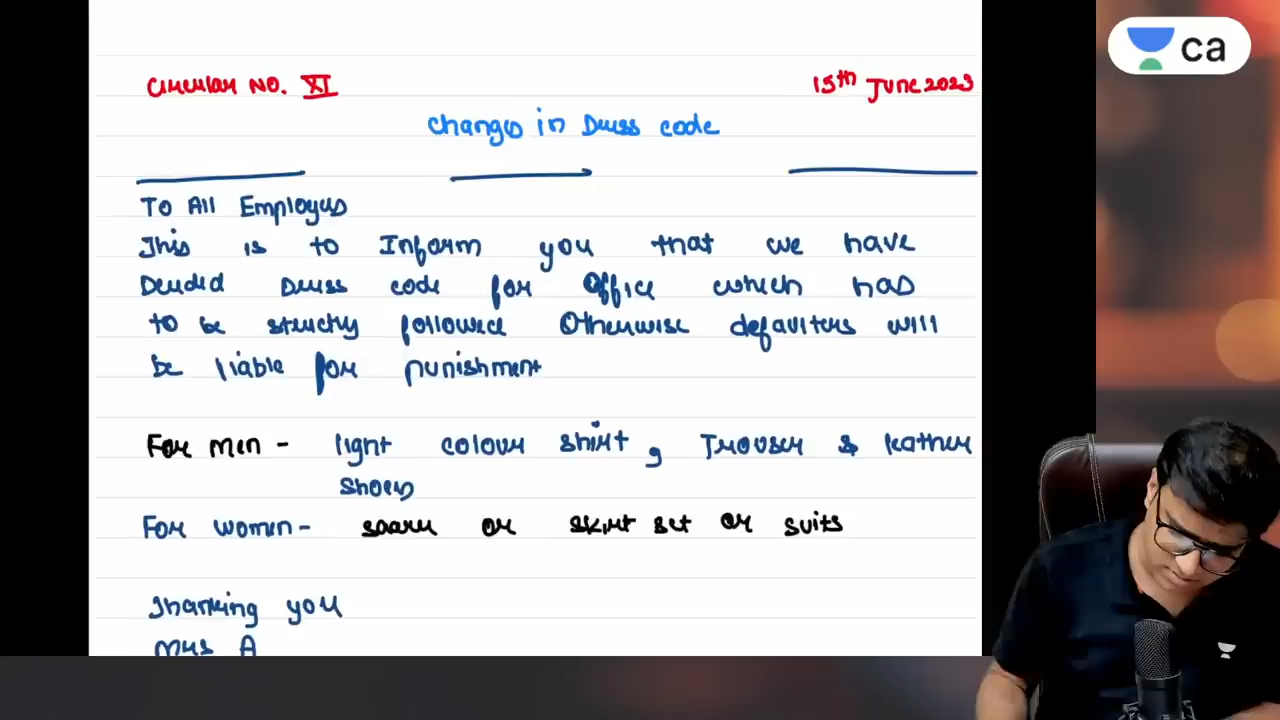 ca
Circular No. XI 15th June 2023
Changes in Dress code
To All Employees
This is to Inform you that we have
Decided Dress code for Office which has
to be strictly followed Otherwise defaulters will
be liable for punishment
For men - light colour shirt, Trouser & leather
shoes
For women - saaree or skirt set or suits
Thanking you
Mrs A